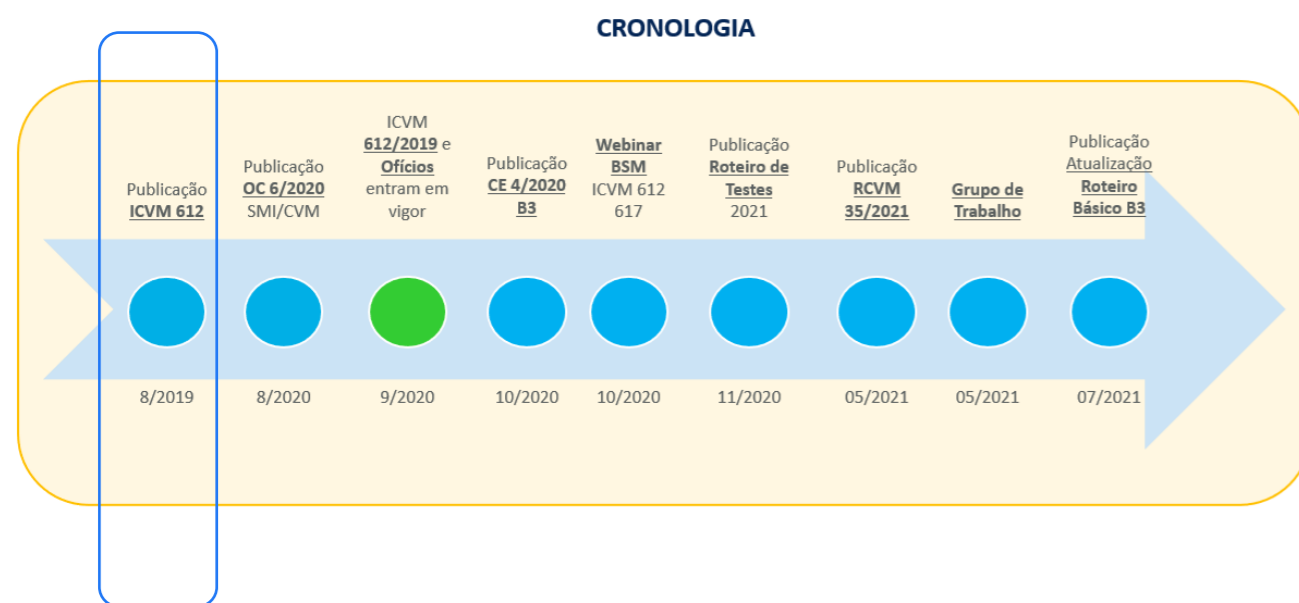 CRONOLOGIA
Publicação
ICVM 612
Publicação
OC 6/2020
SMI/CVM
ICVM
612/2019 e
Ofícios
entram em
vigor
Publicação
CE 4/2020
B3
Webinar
BSM
ICVM 612
617
Publicação
Roteiro de
Testes
2021
Publicação
RCVM
35/2021
Grupo de
Trabalho
Publicação
Atualização
Roteiro
Básico B3
8/2019
8/2020
9/2020
10/2020
10/2020
11/2020
05/2021
05/2021
07/2021